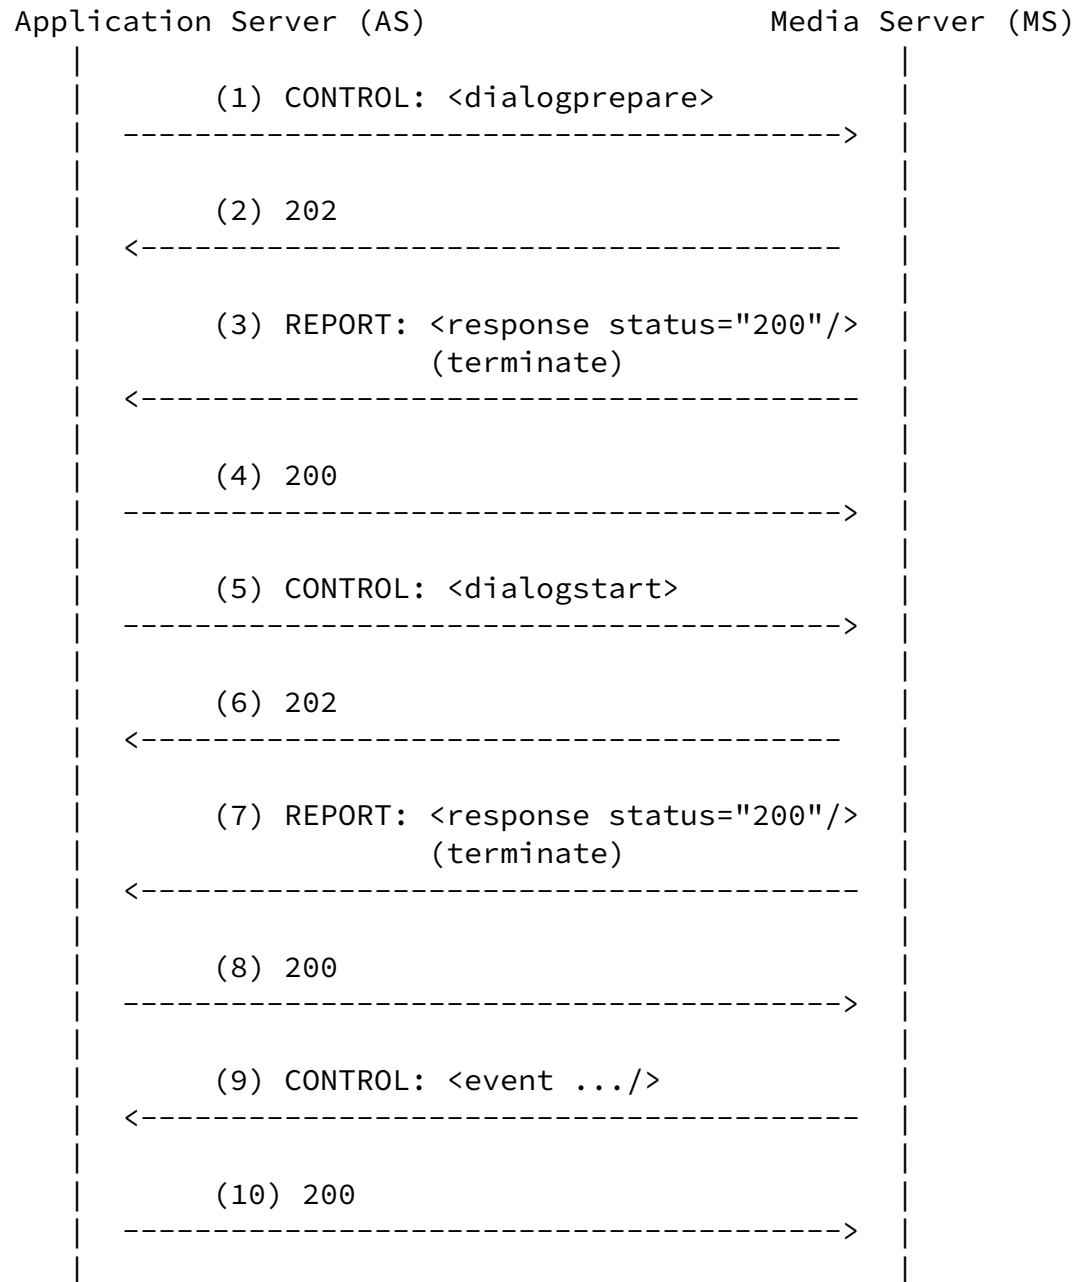 Application Server (AS) Media Server (MS)
(1) CONTROL: <dialogprepare>
(2) 202
(3) REPORT: <response status="200"/>
(terminate)
(4) 200
(5) CONTROL: <dialogstart>
(6) 202
(7) REPORT: <response status="200"/>
(terminate)
(8) 200
(9) CONTROL: <event .../>
(10) 200